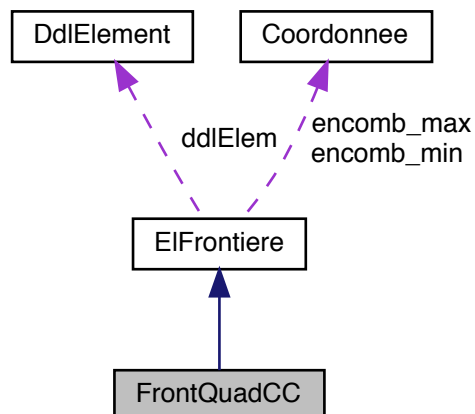 DdlElement
Coordonnee
ddlElem
encomb_max
encomb_min
ElFrontiere
FrontQuadCC